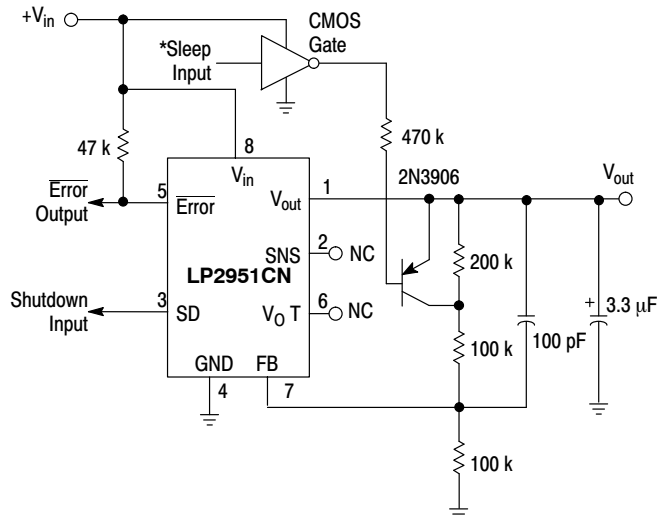 +Vin
*Sleep
Input
CMOS
Gate
47 k
8
470 k
Vin
2N3906
Vout
Error
Output
5
Error
Vout
1
SNS
2
NC
200 k
LP2951CN
Shutdown
Input
3
SD
VO T
6
NC
+
3.3 µF
100 k
100 pF
GND
FB
4
7
100 k